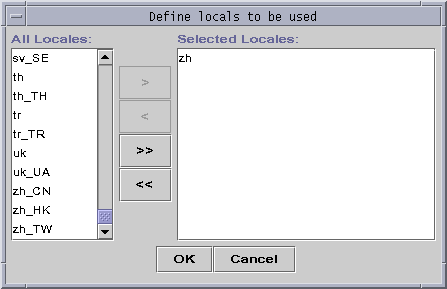 Define locals to be used
All Locales:
Selected Locales:
sv_SE
th
th_TH
tr
tr_TR
uk
uk_UA
zh_CN
zh_HK
zh_TW
>
<
>>
<<
zh
OK
Cancel